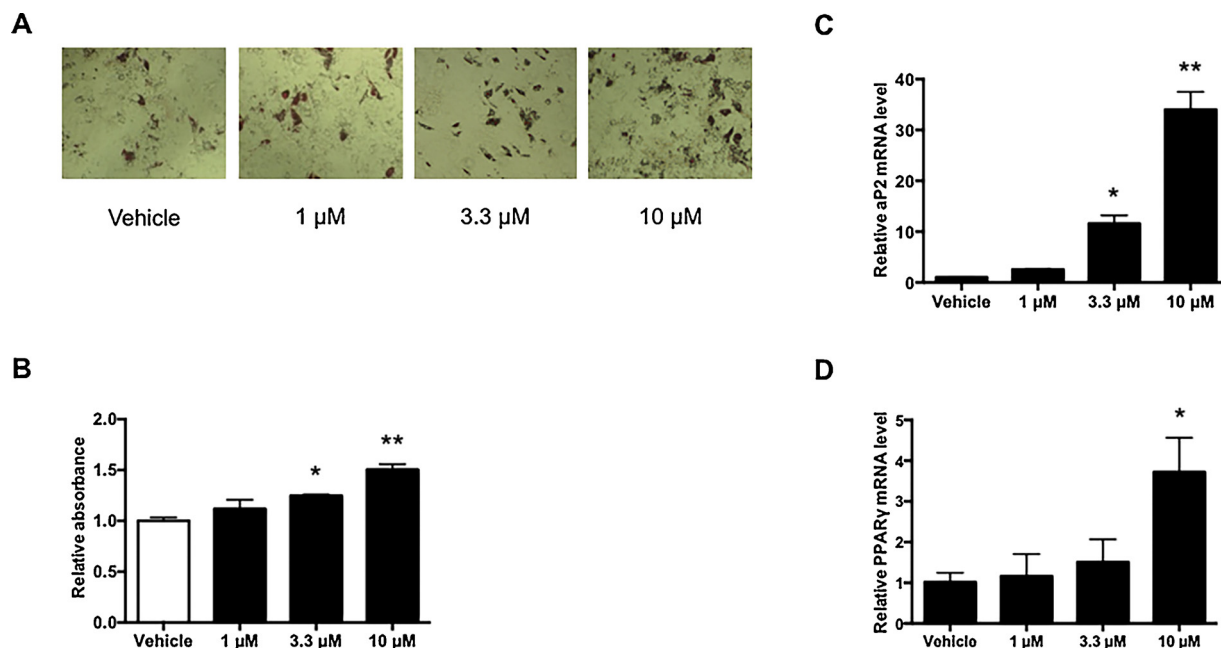 A
Vehicle
1 µM
3.3 µM
10 µM
B
Relative absorbance
2.0
1.5
1.0
0.5
0.0
*
**
Vehicle
1 µM
3.3 µM
10 µM
C
Relative aP2 mRNA level
40
30
20
10
0
*
**
Vehicle
1 µM
3.3 µM
10 µM
D
Relative PPARγ mRNA level
5
4
3
2
1
0
*
Vehicle
1 µM
3.3 µM
10 µM